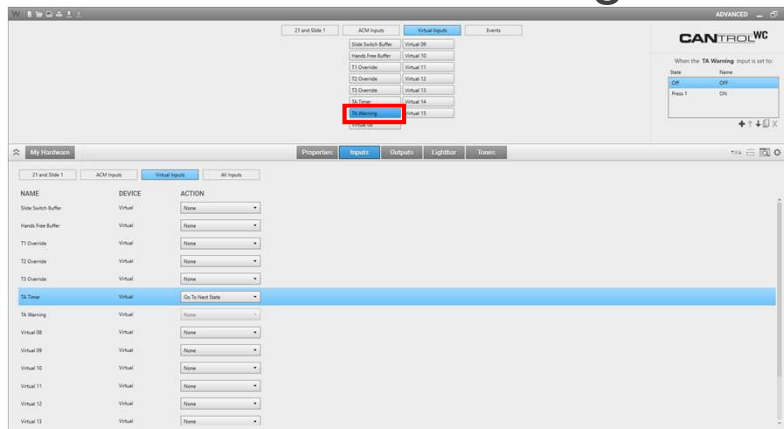 W
ADVANCED
21 and Slide 1 ACM Inputs Virtual Inputs Events
Slide Switch Buffer Virtual 09
Hands Free Buffer Virtual 10
T1 Override Virtual 11
T2 Override Virtual 12
T3 Override Virtual 13
TA Timer Virtual 14
TA Warning Virtual 15
Virtual 08
CANTROL WC
When the TA Warning input is set to:
State Name
Off OFF
Press 1 ON
My Hardware Properties Inputs Outputs Lightbar Tones
21 and Slide 1 ACM Inputs Virtual Inputs All Inputs
NAME DEVICE ACTION
Slide Switch Buffer Virtual None
Hands Free Buffer Virtual None
T1 Override Virtual None
T2 Override Virtual None
T3 Override Virtual None
TA Timer Virtual Go To Next State
TA Warning Virtual None
Virtual 08 Virtual None
Virtual 09 Virtual None
Virtual 10 Virtual None
Virtual 11 Virtual None
Virtual 12 Virtual None
Virtual 13 Virtual None